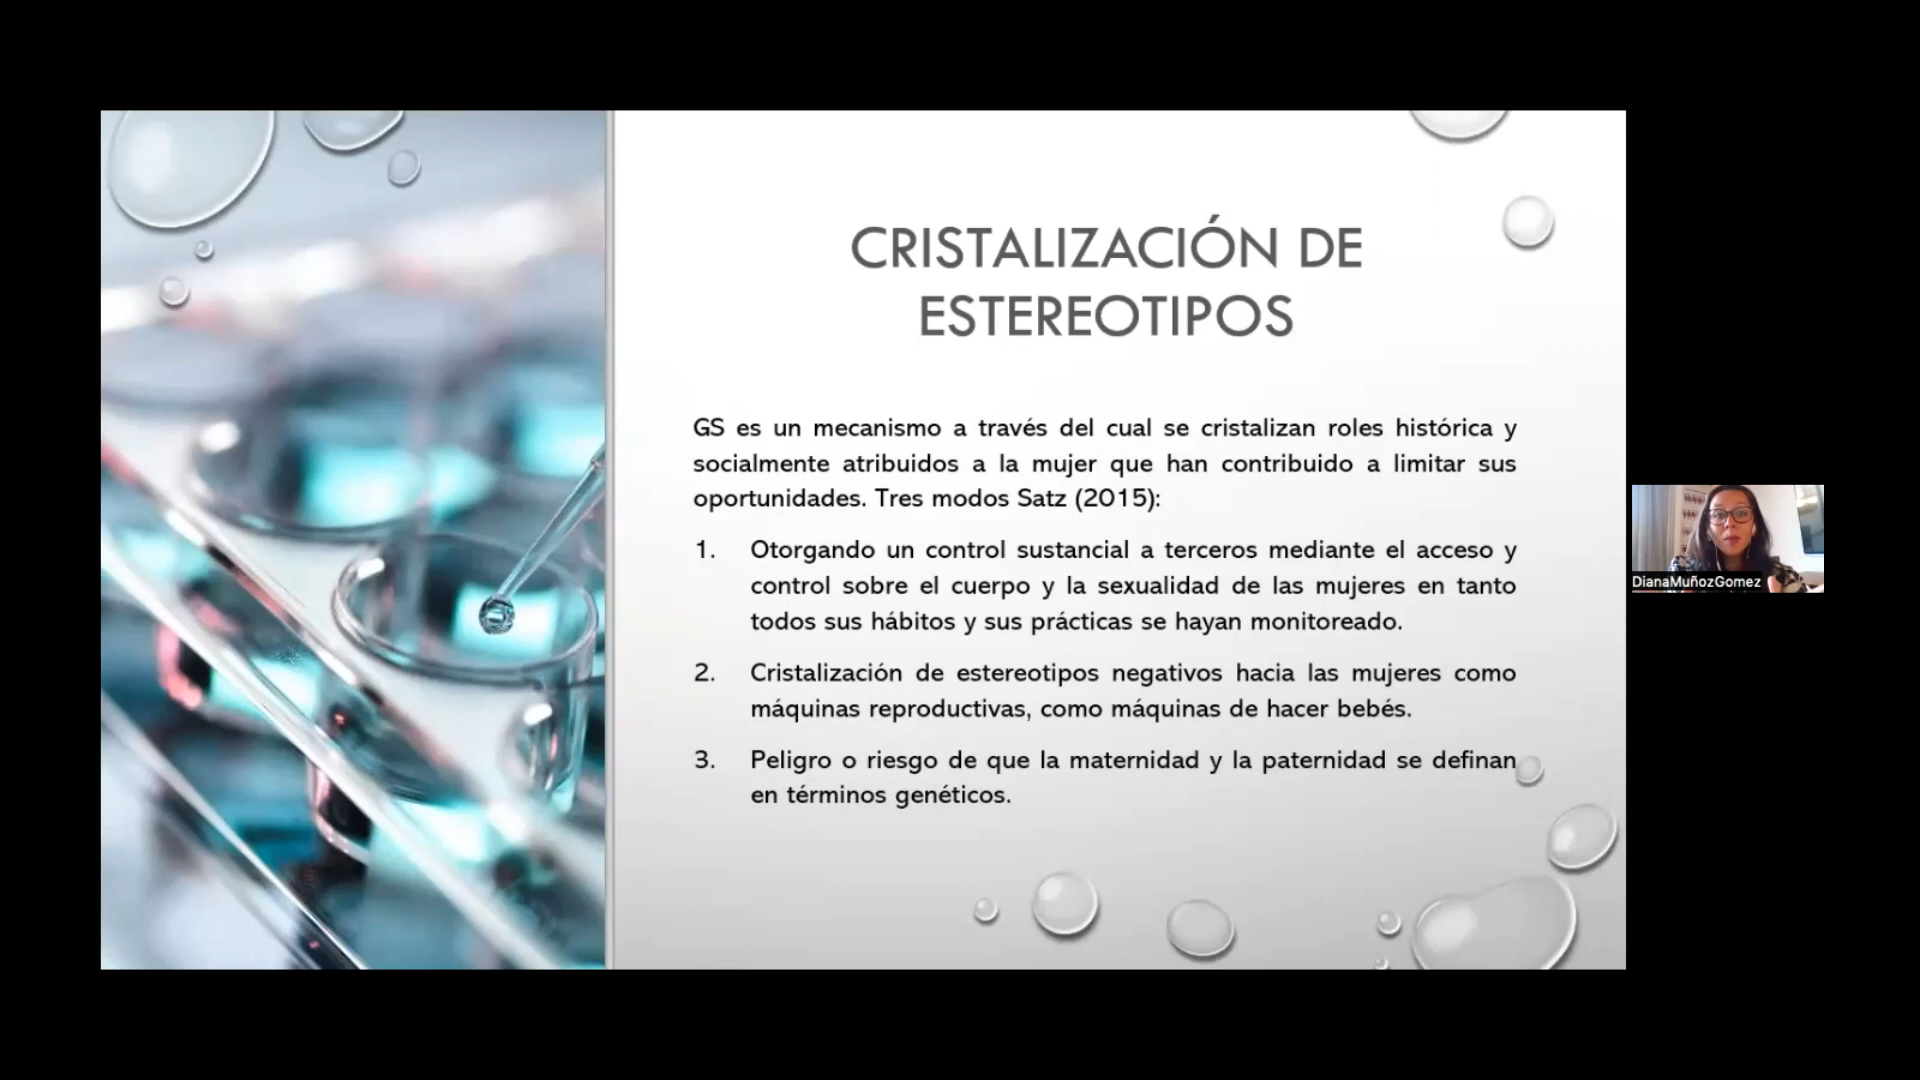 CRISTALIZACIÓN DE
ESTEREOTIPOS
GS es un mecanismo a través del cual se cristalizan roles histórica y
socialmente atribuidos a la mujer que han contribuido a limitar sus
oportunidades. Tres modos Satz (2015):
1. Otorgando un control sustancial a terceros mediante el acceso y
control sobre el cuerpo y la sexualidad de las mujeres en tanto
todos sus hábitos y sus prácticas se hayan monitoreado.
2. Cristalización de estereotipos negativos hacia las mujeres como
máquinas reproductivas, como máquinas de hacer bebés.
3. Peligro o riesgo de que la maternidad y la paternidad se definan
en términos genéticos.
DianaMuñozGomez